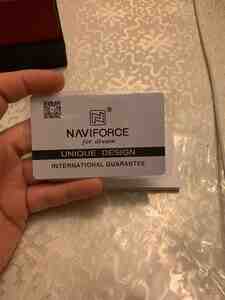 NAVIFORCE
for dream
UNIQUE DESIGN
INTERNATIONAL GUARANTEE